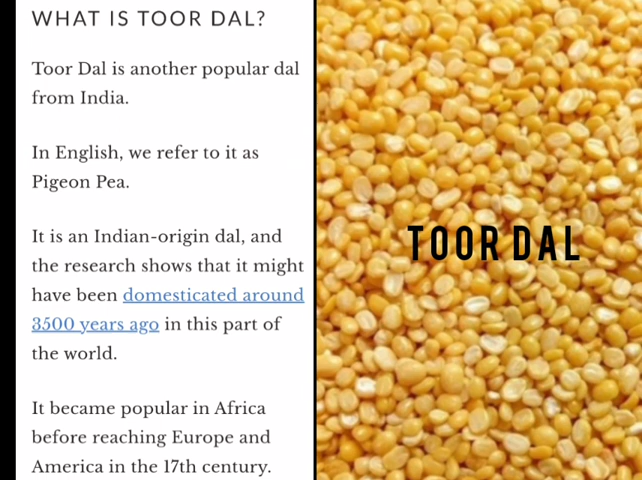 WHAT IS TOOR DAL?
Toor Dal is another popular dal
from India.
In English, we refer to it as
Pigeon Pea.
It is an Indian-origin dal, and
the research shows that it might
have been domesticated around
3500 years ago in this part of
the world.
It became popular in Africa
before reaching Europe and
America in the 17th century.
TOOR DAL